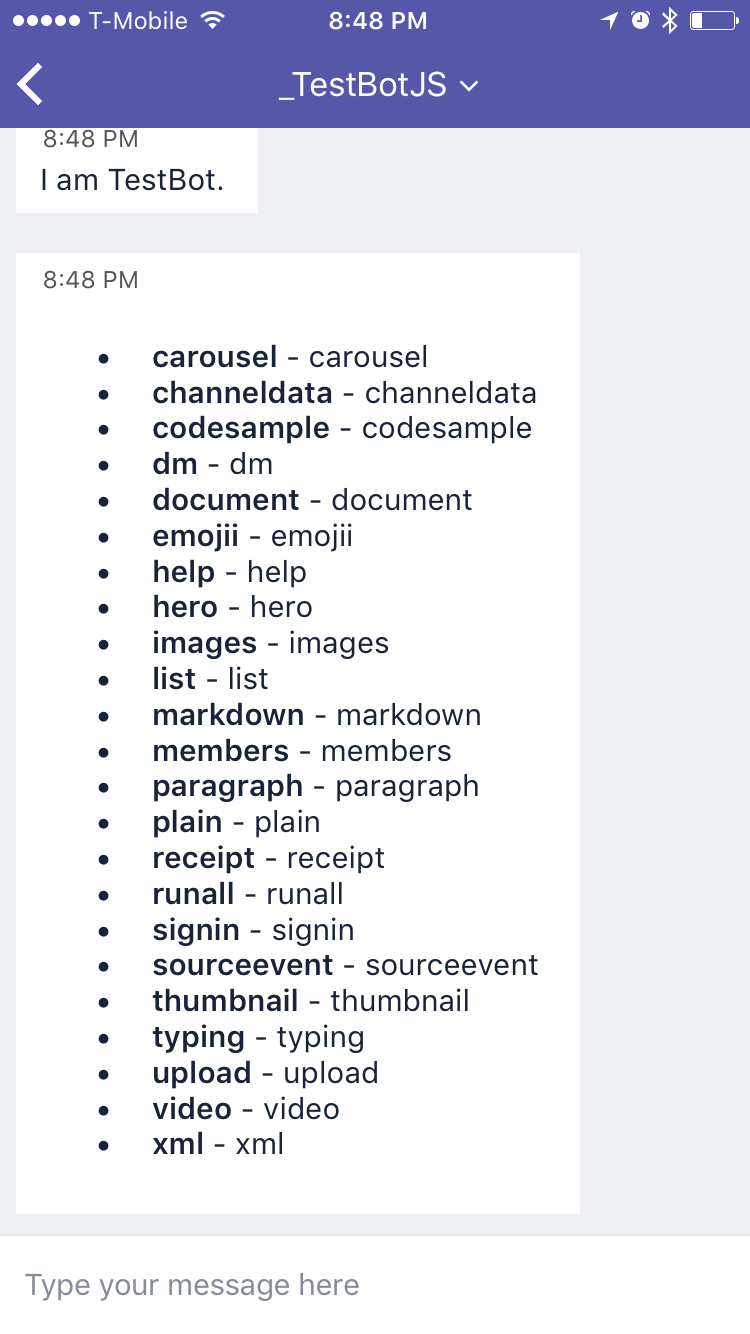 T-Mobile 8:48 PM
_TestBotJS
8:48 PM
I am TestBot.
8:48 PM
• carousel - carousel
• channeldata - channeldata
• codesample - codesample
• dm - dm
• document - document
• emojii - emojii
• help - help
• hero - hero
• images - images
• list - list
• markdown - markdown
• members - members
• paragraph - paragraph
• plain - plain
• receipt - receipt
• runall - runall
• signin - signin
• sourceevent - sourceevent
• thumbnail - thumbnail
• typing - typing
• upload - upload
• video - video
• xml - xml
Type your message here